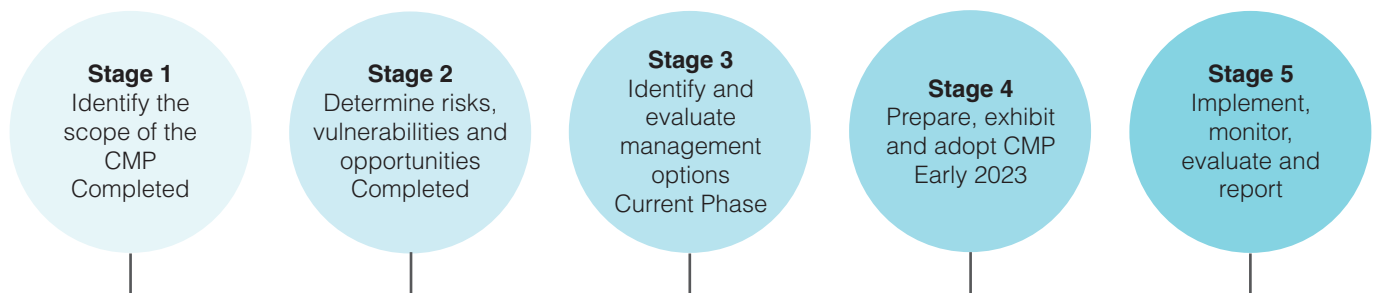 Stage 1
Identify the
scope of the
CMP
Completed
Stage 2
Determine risks,
vulnerabilities and
opportunities
Completed
Stage 3
Identify and
evaluate
management
options
Current Phase
Stage 4
Prepare, exhibit
and adopt CMP
Early 2023
Stage 5
Implement,
monitor,
evaluate and
report